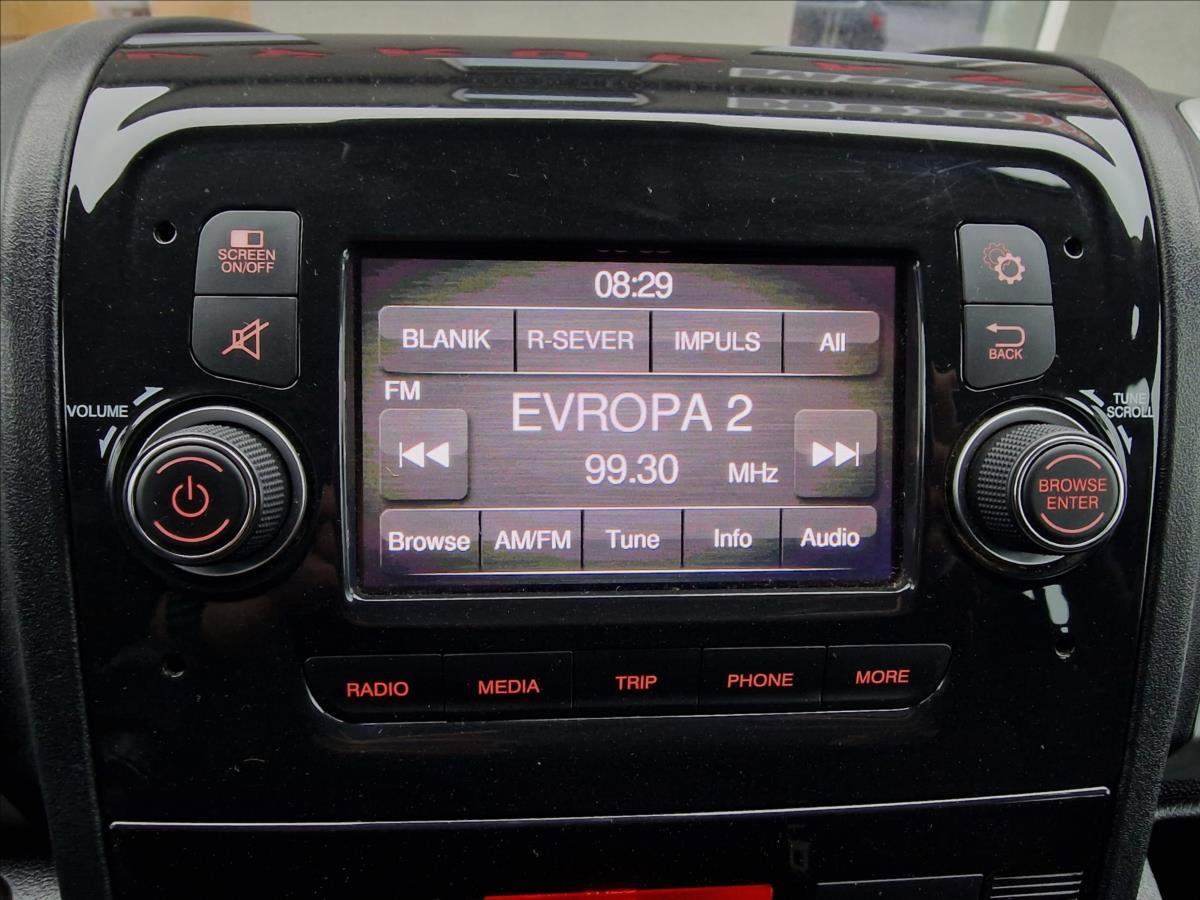 08:29
BLANIK R-SEVER IMPULS All
FM
EVROPA 2
99.30 MHz
Browse AM/FM Tune Info Audio
SCREEN
ON/OFF
VOLUME
BACK
TUNE
SCROLL
BROWSE
ENTER
RADIO MEDIA TRIP PHONE MORE